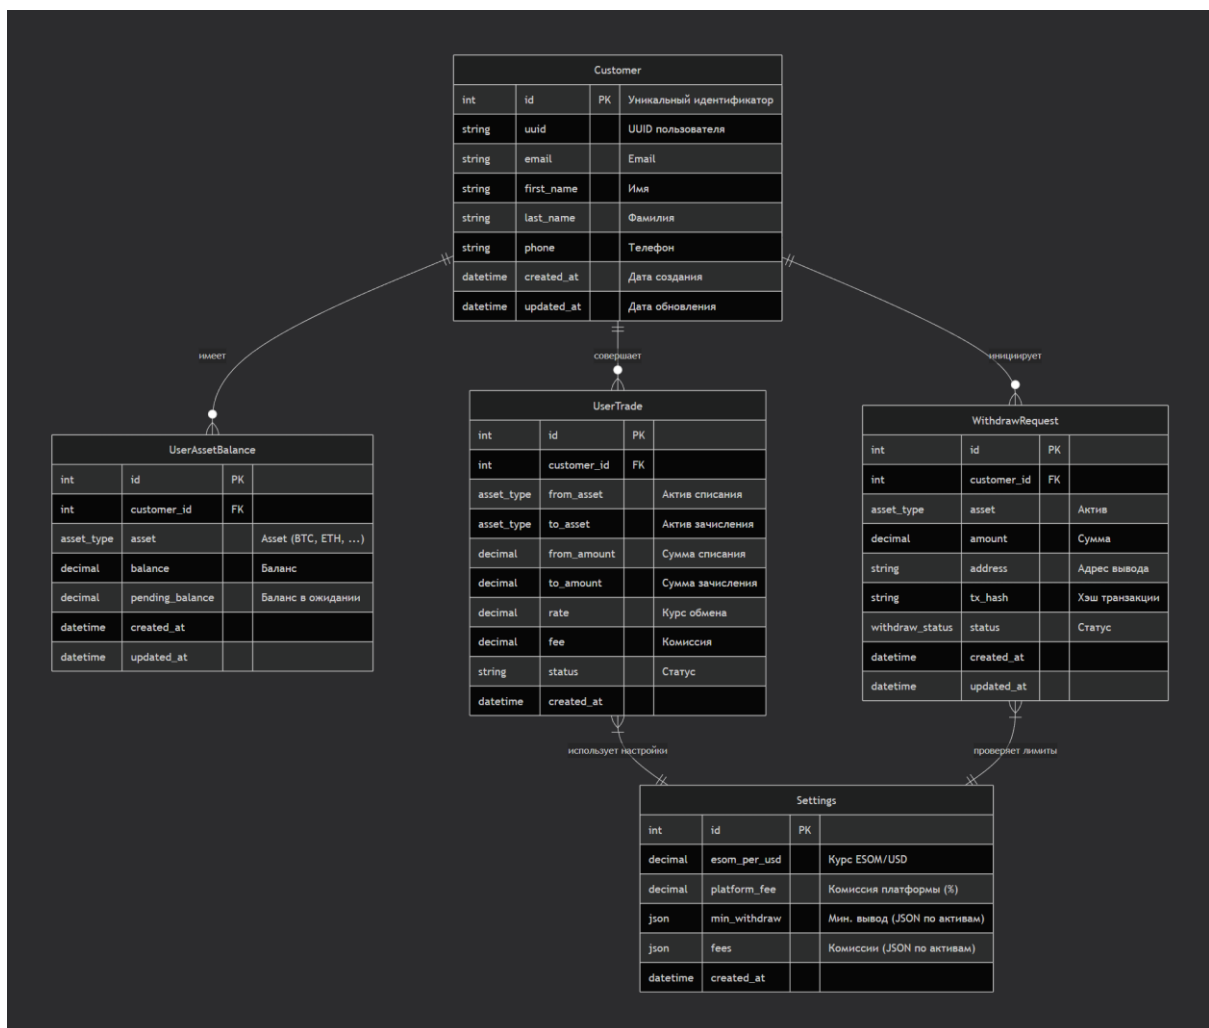 Customer
int id PK Уникальный идентификатор
string uuid UUID пользователя
string email Email
string first_name Имя
string last_name Фамилия
string phone Телефон
datetime created_at Дата создания
datetime updated_at Дата обновления
имеет
совершает
инициирует
UserAssetBalance
int id PK
int customer_id FK
asset_type asset Asset (BTC, ETH, ...)
decimal balance Баланс
decimal pending_balance Баланс в ожидании
datetime created_at
datetime updated_at
UserTrade
int id PK
int customer_id FK
asset_type from_asset Актив списания
asset_type to_asset Актив зачисления
decimal from_amount Сумма списания
decimal to_amount Сумма зачисления
decimal rate Курс обмена
decimal fee Комиссия
string status Статус
datetime created_at
WithdrawRequest
int id PK
int customer_id FK
asset_type asset Актив
decimal amount Сумма
string address Адрес вывода
string tx_hash Хэш транзакции
withdraw_status status Статус
datetime created_at
datetime updated_at
использует настройки
проверяет лимиты
Settings
int id PK
decimal esom_per_usd Курс ESOM/USD
decimal platform_fee Комиссия платформы (%)
json min_withdraw Мин. вывод (JSON по активам)
json fees Комиссии (JSON по активам)
datetime created_at